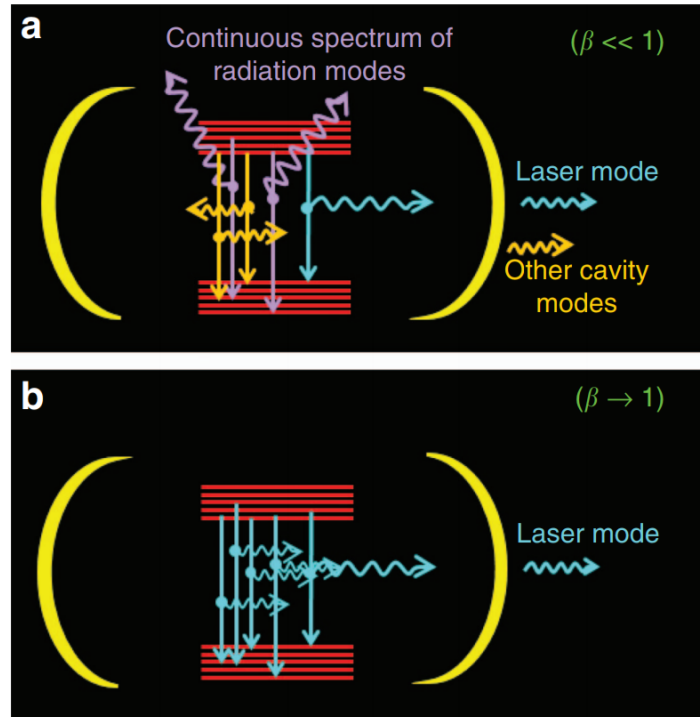 a
Continuous spectrum of
radiation modes
(β << 1)
Laser mode
Other cavity
modes
b
(β → 1)
Laser mode